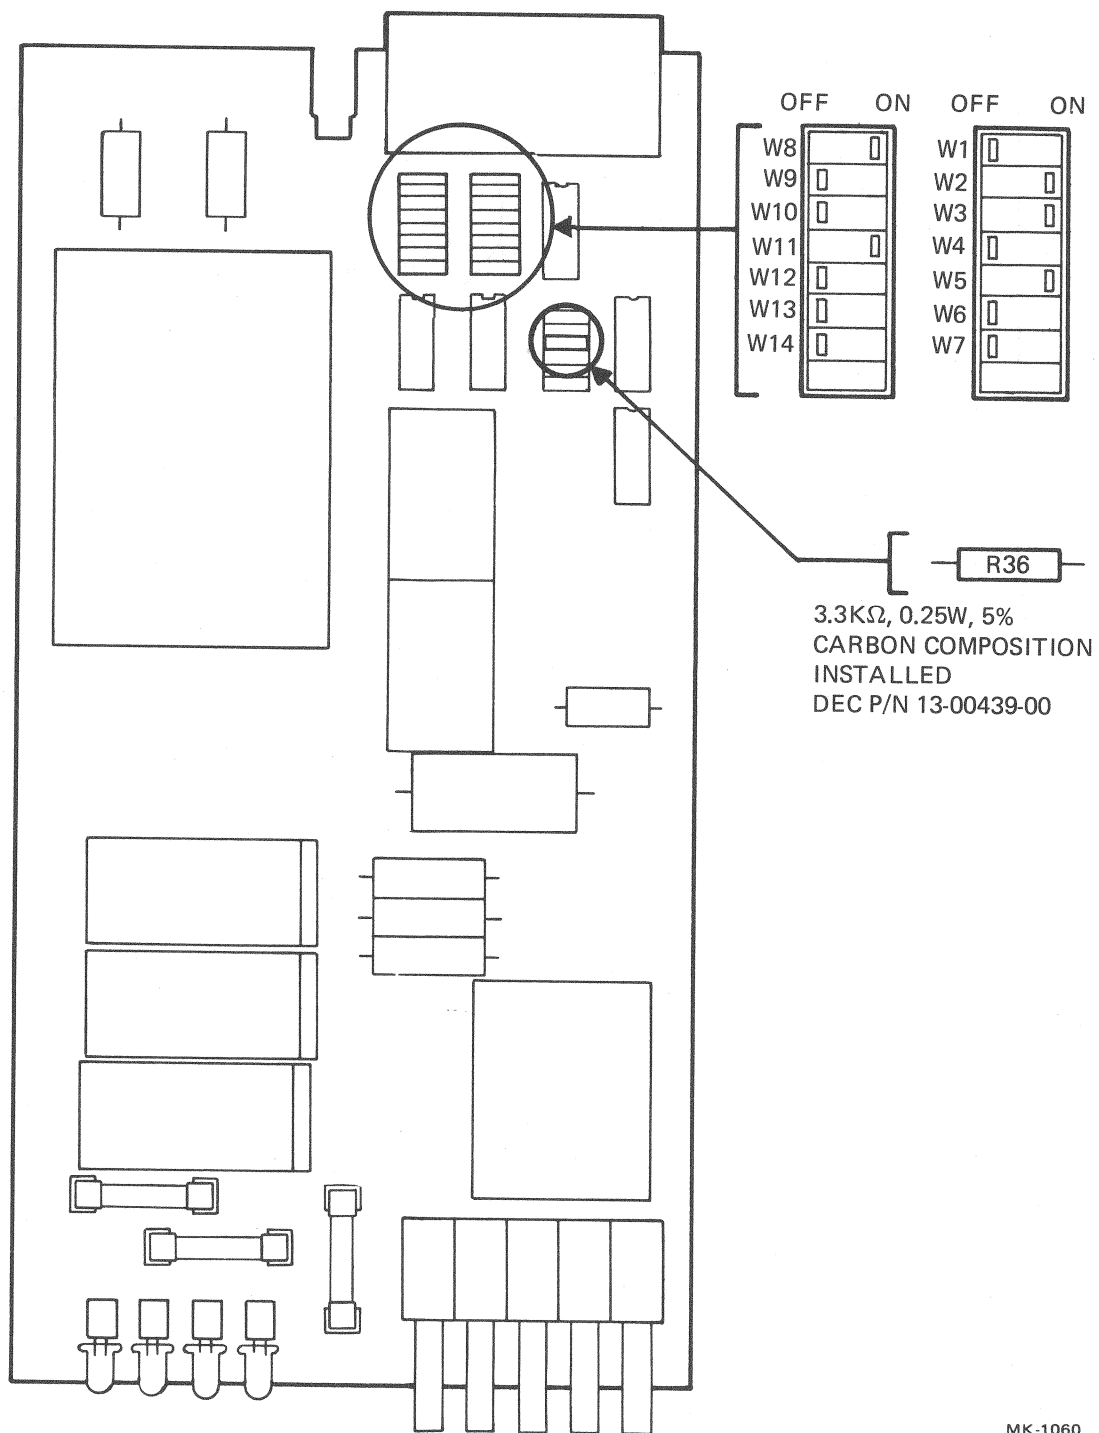 OFF ON OFF ON
W8 W1
W9 W2
W10 W3
W11 W4
W12 W5
W13 W6
W14 W7
R36
3.3KΩ, 0.25W, 5%
CARBON COMPOSITION
INSTALLED
DEC P/N 13-00439-00
MK-1060